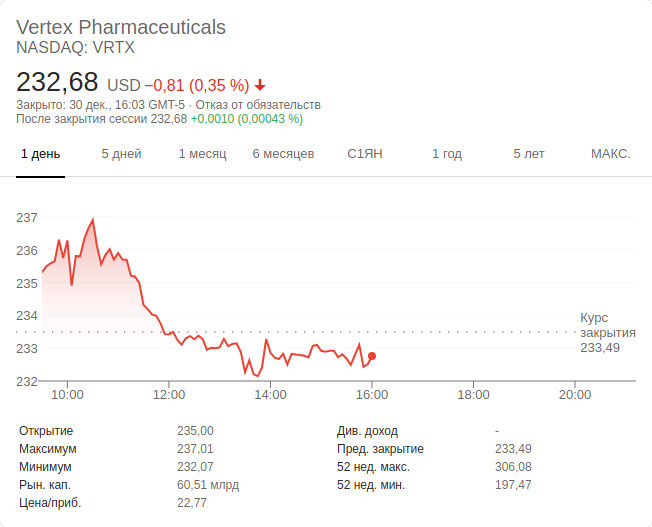 Vertex Pharmaceuticals
NASDAQ: VRTX
232,68 USD −0,81 (0,35 %)
Закрыто: 30 дек., 16:03 GMT-5 · Отказ от обязательств
После закрытия сессии 232,68 +0,0010 (0,00043 %)
1 день 5 дней 1 месяц 6 месяцев С1ЯН 1 год 5 лет МАКС.
237
236
235
234
233
232
Курс
закрытия
233,49
10:00 12:00 14:00 16:00 18:00 20:00
Открытие 235,00 Див. доход -
Максимум 237,01 Пред. закрытие 233,49
Минимум 232,07 52 нед. макс. 306,08
Рын. кап. 60,51 млрд 52 нед. мин. 197,47
Цена/приб. 22,77